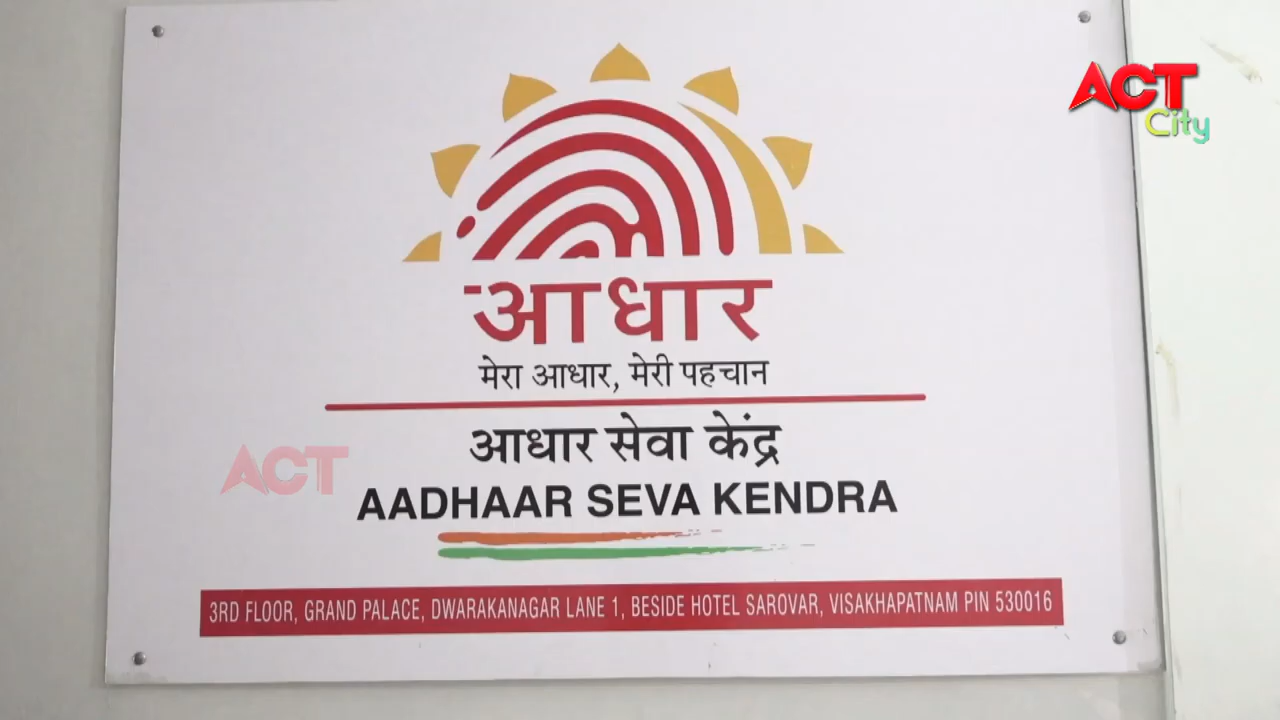 ACT
City
आधार
मेरा आधार, मेरी पहचान
आधार सेवा केंद्र
ACT
AADHAAR SEVA KENDRA
3RD FLOOR, GRAND PALACE, DWARAKANAGAR LANE 1, BESIDE HOTEL SAROVAR, VISAKHAPATNAM PIN 530016